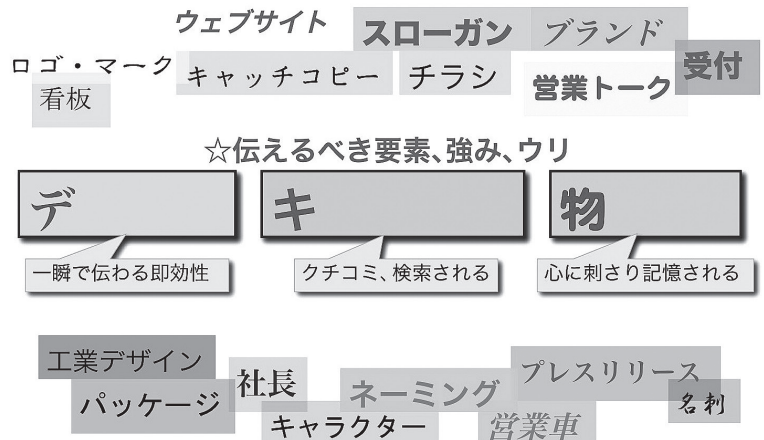 ウェブサイト
スローガン
ブランド
受付
ロゴ・マーク
キャッチコピー
チラシ
営業トーク
看板
☆伝えるべき要素、強み、ウリ
デ
キ
物
一瞬で伝わる即効性
クチコミ、検索される
心に刺さり記憶される
工業デザイン
社長
プレスリリース
パッケージ
ネーミング
名刺
キャラクター
営業車